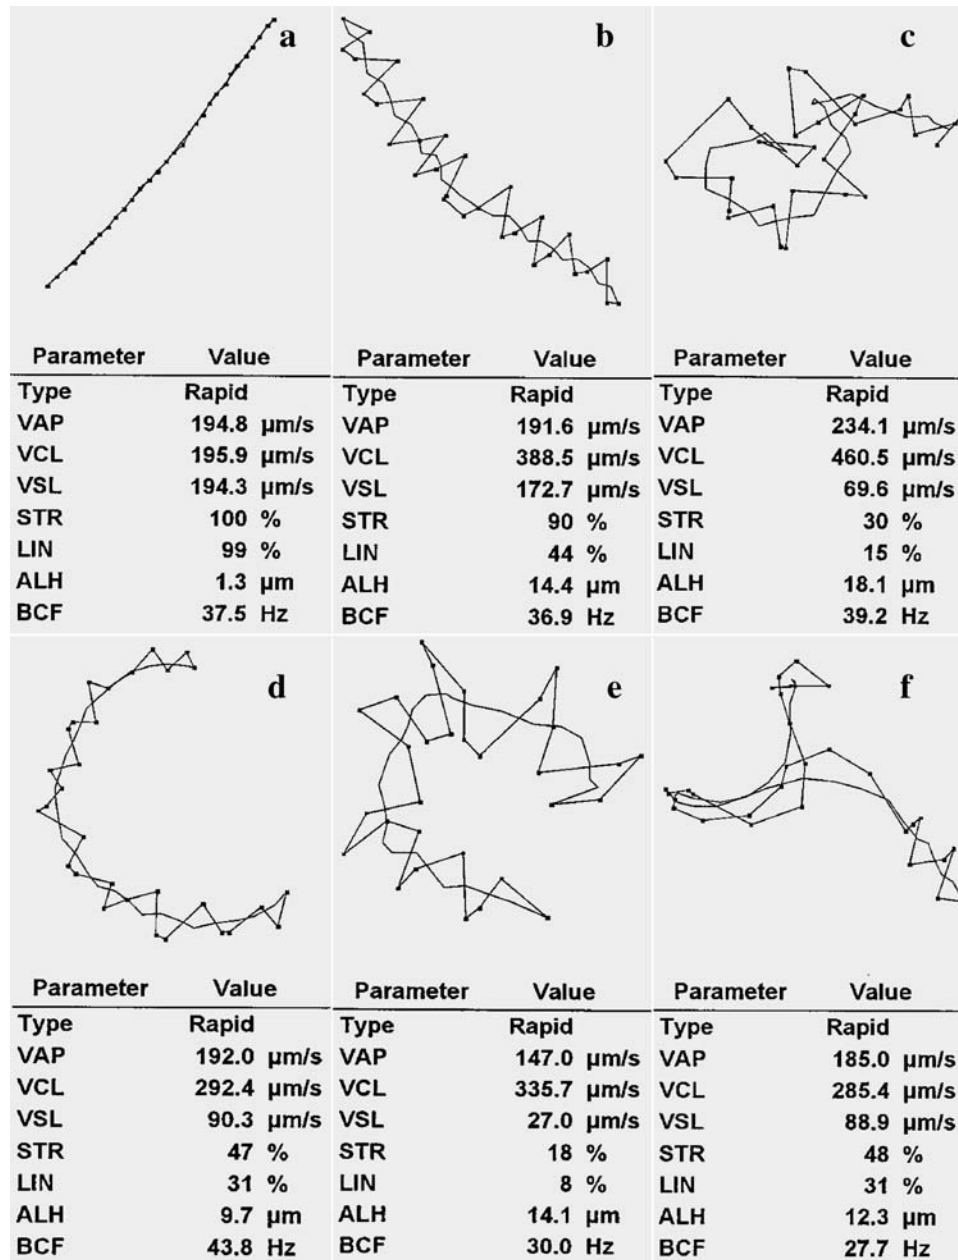 a
b
c
Parameter Value
Type Rapid
VAP 194.8 µm/s
VCL 195.9 µm/s
VSL 194.3 µm/s
STR 100 %
LIN 99 %
ALH 1.3 µm
BCF 37.5 Hz
Parameter Value
Type Rapid
VAP 191.6 µm/s
VCL 388.5 µm/s
VSL 172.7 µm/s
STR 90 %
LIN 44 %
ALH 14.4 µm
BCF 36.9 Hz
Parameter Value
Type Rapid
VAP 234.1 µm/s
VCL 460.5 µm/s
VSL 69.6 µm/s
STR 30 %
LIN 15 %
ALH 18.1 µm
BCF 39.2 Hz
d
e
f
Parameter Value
Type Rapid
VAP 192.0 µm/s
VCL 292.4 µm/s
VSL 90.3 µm/s
STR 47 %
LIN 31 %
ALH 9.7 µm
BCF 43.8 Hz
Parameter Value
Type Rapid
VAP 147.0 µm/s
VCL 335.7 µm/s
VSL 27.0 µm/s
STR 18 %
LIN 8 %
ALH 14.1 µm
BCF 30.0 Hz
Parameter Value
Type Rapid
VAP 185.0 µm/s
VCL 285.4 µm/s
VSL 88.9 µm/s
STR 48 %
LIN 31 %
ALH 12.3 µm
BCF 27.7 Hz